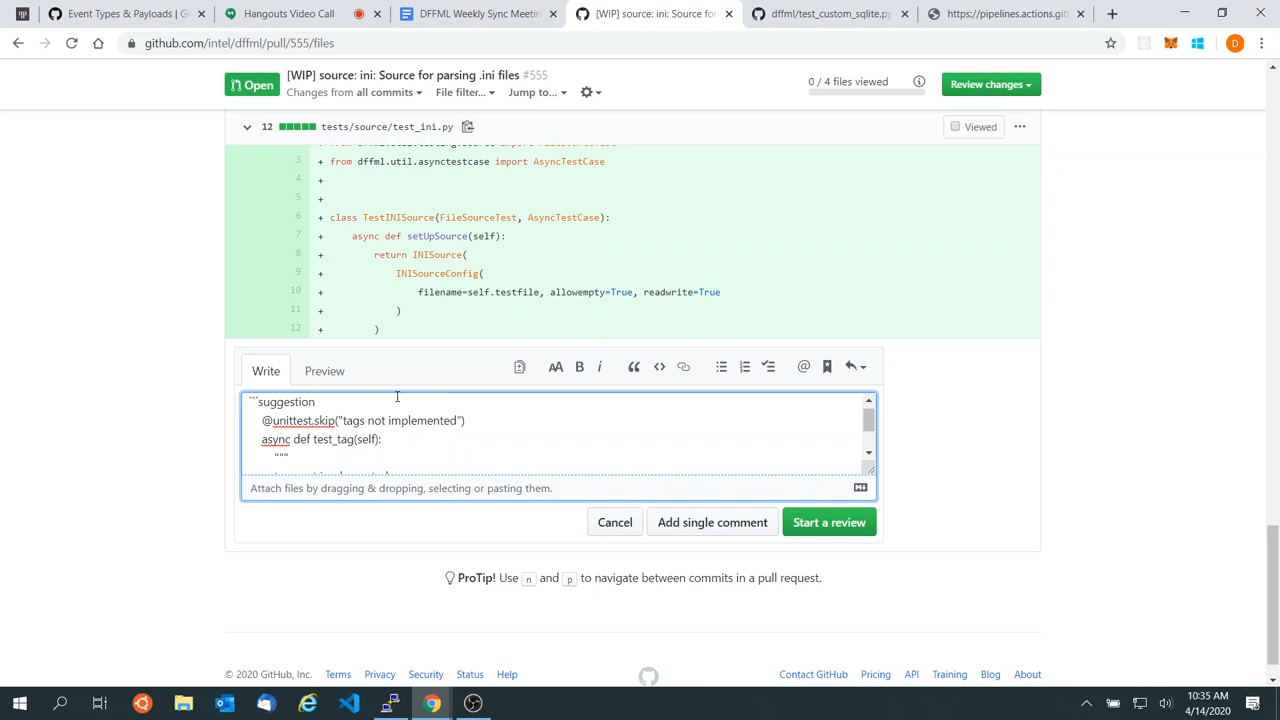 Event Types & Payloads | Gi
Hangouts Video Call
DFFML Weekly Sync Meetin
[WIP] source: ini: Source fo
dffml/test_custom_sqlite.py
https://pipelines.actions.git
github.com/intel/dffml/pull/555/files
D
Open
[WIP] source: ini: Source for parsing .ini files #555
Changes from all commits
File filter...
Jump to...
0 / 4 files viewed
Review changes
12 tests/source/test_ini.py
Viewed
3 + from dffml.util.asynctestcase import AsyncTestCase
4 +
5 +
6 + class TestINISource(FileSourceTest, AsyncTestCase):
7 + async def setUpSource(self):
8 + return INISource(
9 + INISourceConfig(
10 + filename=self.testfile, allowempty=True, readwrite=True
11 + )
12 + )
Write
Preview
```suggestion
@unittest.skip("tags not implemented")
async def test_tag(self):
"""
Attach files by dragging & dropping, selecting or pasting them.
Cancel
Add single comment
Start a review
ProTip! Use n and p to navigate between commits in a pull request.
© 2020 GitHub, Inc.
Terms
Privacy
Security
Status
Help
Contact GitHub
Pricing
API
Training
Blog
About
10:35 AM
4/14/2020